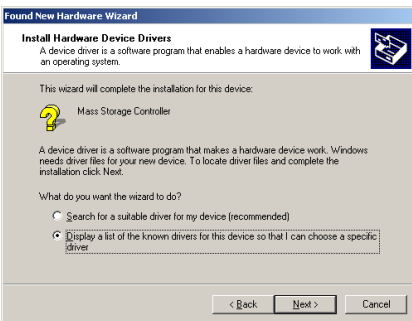 Found New Hardware Wizard
Install Hardware Device Drivers
A device driver is a software program that enables a hardware device to work with
an operating system.
This wizard will complete the installation for this device:
Mass Storage Controller
A device driver is a software program that makes a hardware device work. Windows
needs driver files for your new device. To locate driver files and complete the
installation click Next.
What do you want the wizard to do?
Search for a suitable driver for my device (recommended)
Display a list of the known drivers for this device so that I can choose a specific
driver
< Back Next > Cancel